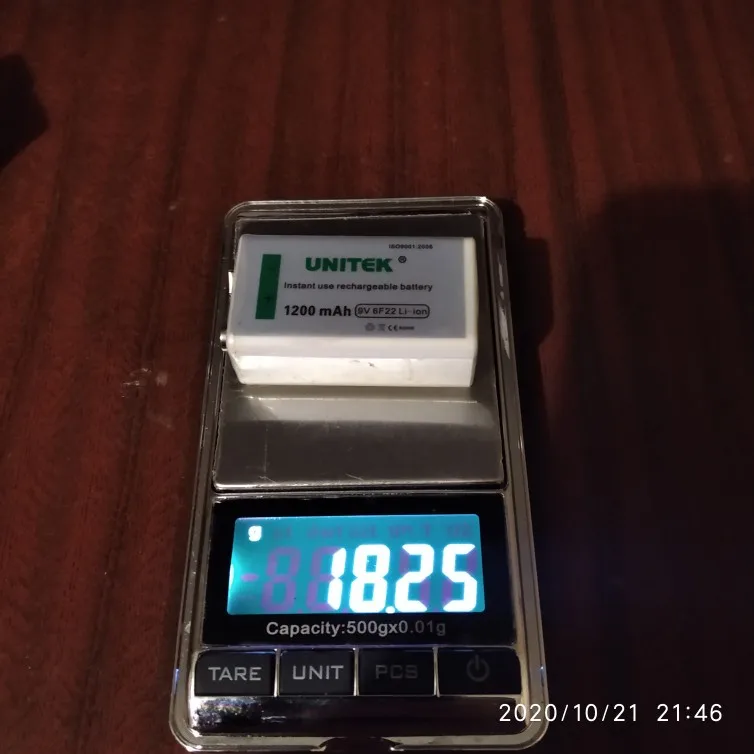 ISO9001:2008
UNITEK ®
Instant use rechargeable battery
1200 mAh 9V 6F22 Li-ion
CE
g
18.25
Capacity:500gx0.01g
TARE UNIT PCS
2020/10/21 21:46